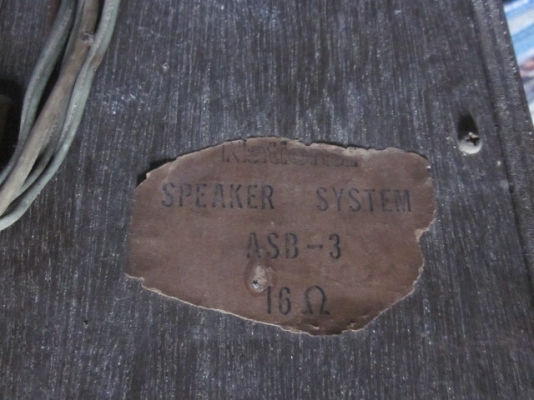 SPEAKER SYSTEM
ASB-3
16 Ω